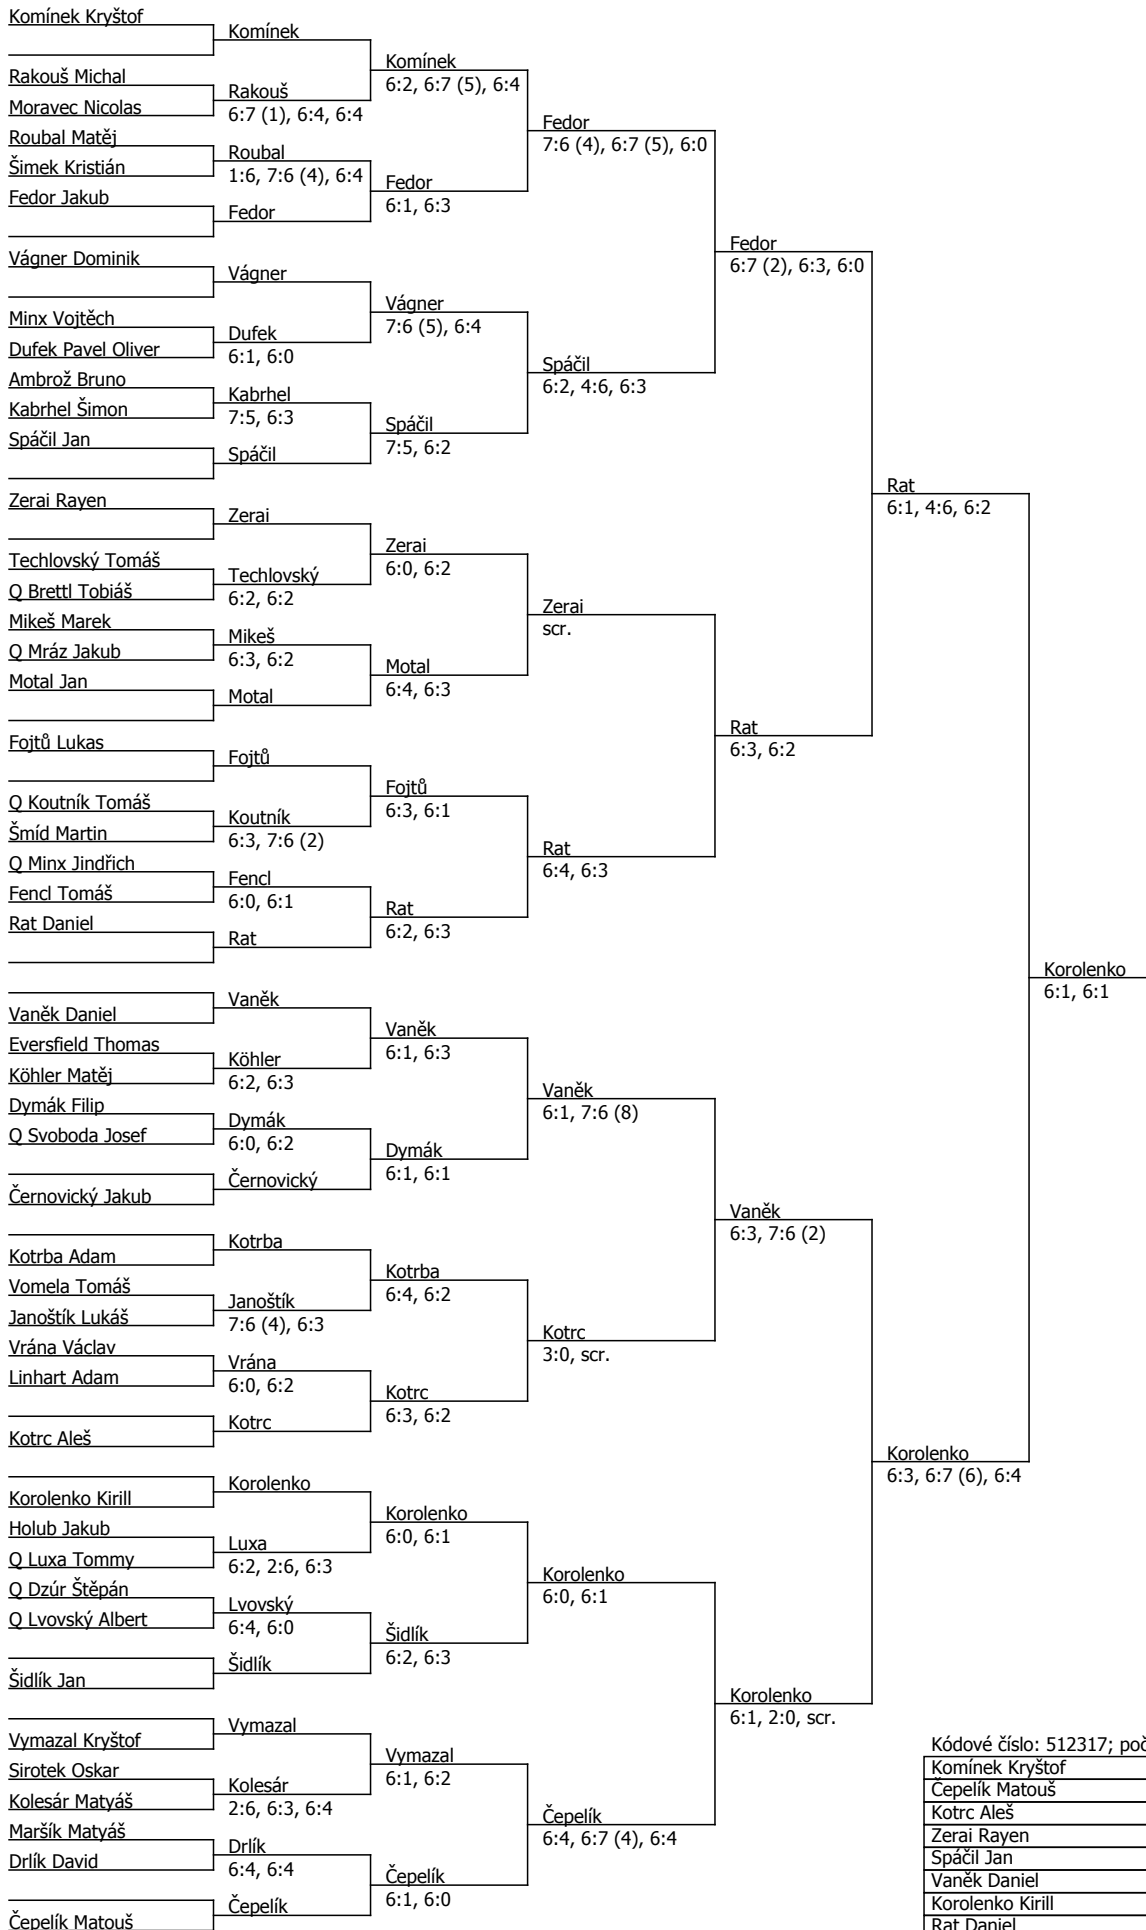 Komínek Kryštof
Rakouš Michal
Moravec Nicolas
Roubal Matěj
Šimek Kristián
Fedor Jakub
Vágner Dominik
Minx Vojtěch
Dufek Pavel Oliver
Ambrož Bruno
Kabrhel Šimon
Spáčil Jan
Zerai Rayen
Techlovský Tomáš
Q Brettl Tobiáš
Mikeš Marek
Q Mráz Jakub
Motal Jan
Fojtů Lukas
Q Koutník Tomáš
Šmíd Martin
Q Minx Jindřich
Fencl Tomáš
Rat Daniel
Vaněk Daniel
Eversfield Thomas
Köhler Matěj
Dymák Filip
Q Svoboda Josef
Černovický Jakub
Kotrba Adam
Vomela Tomáš
Janoštík Lukáš
Vrána Václav
Linhart Adam
Kotrc Aleš
Korolenko Kirill
Holub Jakub
Q Luxa Tommy
Q Dzúr Štěpán
Q Lvovský Albert
Šidlík Jan
Vymazal Kryštof
Sirotek Oskar
Kolesár Matyáš
Maršík Matyáš
Drlík David
Čepelík Matouš
Komínek
Rakouš
6:7 (1), 6:4, 6:4
Roubal
1:6, 7:6 (4), 6:4
Fedor
Vágner
Dufek
6:1, 6:0
Kabrhel
7:5, 6:3
Spáčil
Zerai
Techlovský
6:2, 6:2
Mikeš
6:3, 6:2
Motal
Fojtů
Koutník
6:3, 7:6 (2)
Fencl
6:0, 6:1
Rat
Vaněk
Köhler
6:2, 6:3
Dymák
6:0, 6:2
Černovický
Kotrba
Janoštík
7:6 (4), 6:3
Vrána
6:0, 6:2
Kotrc
Korolenko
Luxa
6:2, 2:6, 6:3
Lvovský
6:4, 6:0
Šidlík
Vymazal
Kolesár
2:6, 6:3, 6:4
Drlík
6:4, 6:4
Čepelík
Komínek
6:2, 6:7 (5), 6:4
Fedor
6:1, 6:3
Vágner
7:6 (5), 6:4
Spáčil
7:5, 6:2
Zerai
6:0, 6:2
Motal
6:4, 6:3
Fojtů
6:3, 6:1
Rat
6:2, 6:3
Vaněk
6:1, 6:3
Dymák
6:1, 6:1
Kotrba
6:4, 6:2
Kotrc
6:3, 6:2
Korolenko
6:0, 6:1
Šidlík
6:2, 6:3
Vymazal
6:1, 6:2
Čepelík
6:1, 6:0
Fedor
7:6 (4), 6:7 (5), 6:0
Spáčil
6:2, 4:6, 6:3
Zerai
scr.
Rat
6:4, 6:3
Vaněk
6:1, 7:6 (8)
Kotrc
3:0, scr.
Korolenko
6:0, 6:1
Čepelík
6:4, 6:7 (4), 6:4
Fedor
6:7 (2), 6:3, 6:0
Rat
6:3, 6:2
Vaněk
6:3, 7:6 (2)
Korolenko
6:1, 2:0, scr.
Rat
6:1, 4:6, 6:2
Korolenko
6:3, 6:7 (6), 6:4
Korolenko
6:1, 6:1
Kódové číslo: 512317; poč
Komínek Kryštof
Čepelík Matouš
Kotrc Aleš
Zerai Rayen
Spáčil Jan
Vaněk Daniel
Korolenko Kirill
Rat Daniel